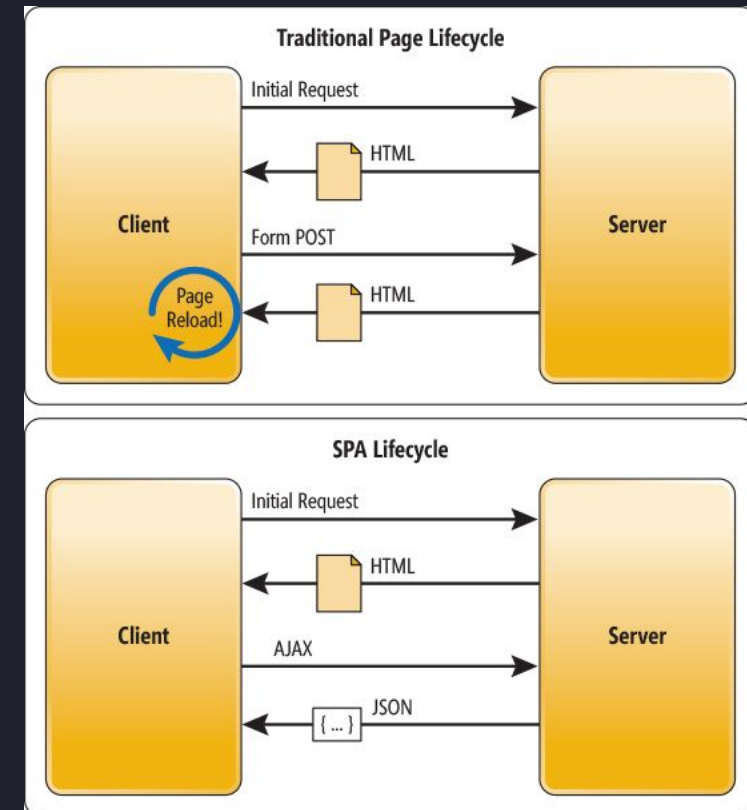 Traditional Page Lifecycle
Initial Request
HTML
Client
Server
Form POST
HTML
Page
Reload!
SPA Lifecycle
Initial Request
HTML
Client
Server
AJAX
JSON
{ ... }